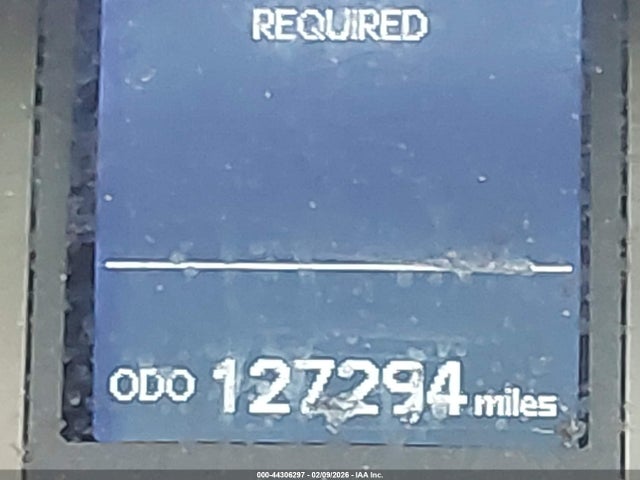 REQUIRED
ODO 127294 miles
000-44306297 - 02/09/2026 - IAA Inc.